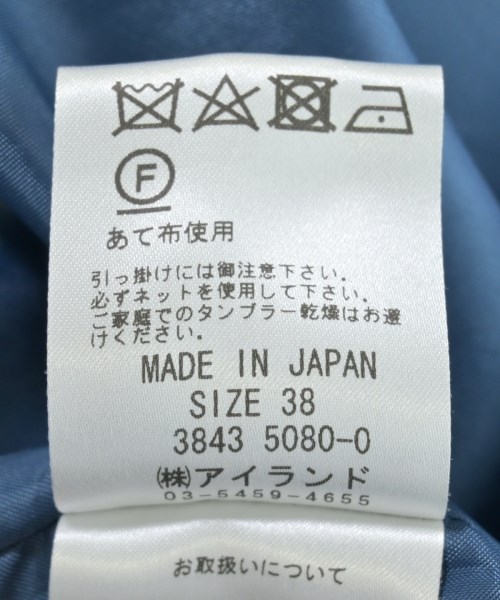 F
あて布使用
引っ掛けには御注意下さい。
必ずネットを使用して下さい。
ご家庭でのタンブラー乾燥はお避
けください。
MADE IN JAPAN
SIZE 38
3843 5080-0
㈱アイランド
03-5459-4655
お取扱いについて